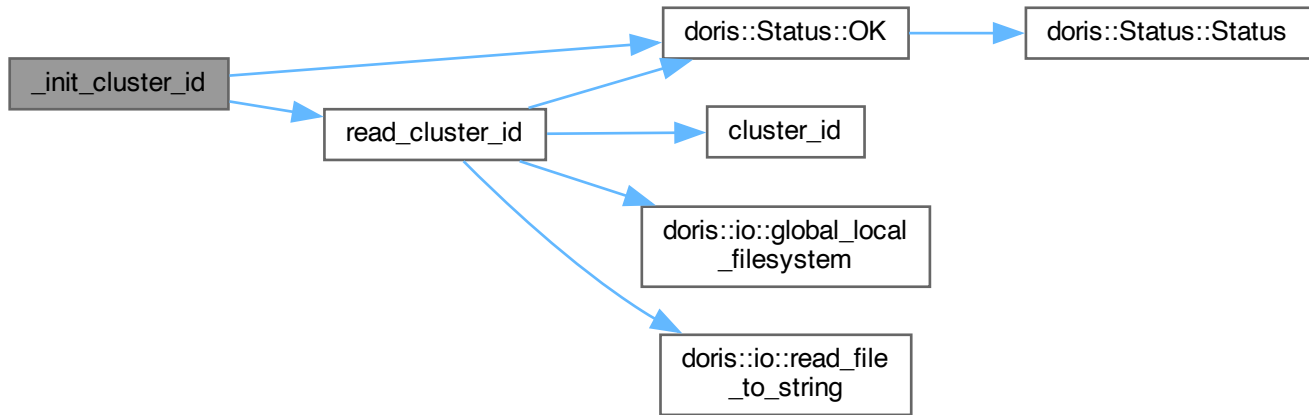 _init_cluster_id
read_cluster_id
doris::Status::OK
doris::Status::Status
cluster_id
doris::io::global_local
_filesystem
doris::io::read_file
_to_string